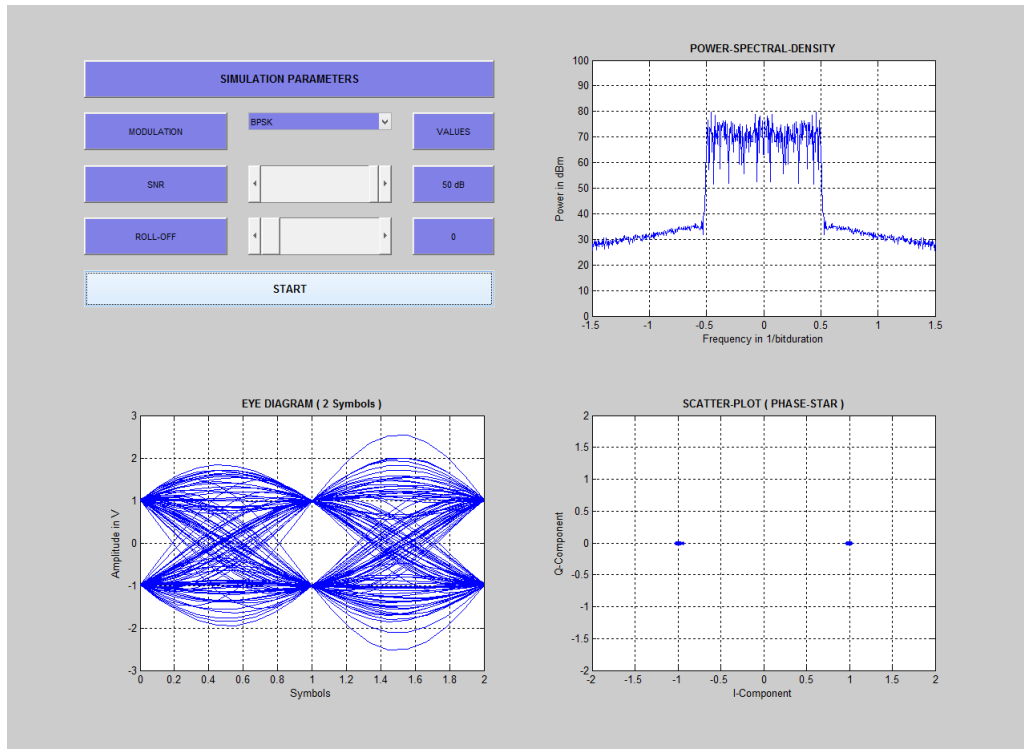 SIMULATION PARAMETERS
MODULATION
BPSK
VALUES
SNR
50 dB
ROLL-OFF
0
START
POWER-SPECTRAL-DENSITY
Power in dBm
100
90
80
70
60
50
40
30
20
10
0
-1.5 -1 -0.5 0 0.5 1 1.5
Frequency in 1/bitduration
EYE DIAGRAM ( 2 Symbols )
Amplitude in V
3
2
1
0
-1
-2
-3
0 0.2 0.4 0.6 0.8 1 1.2 1.4 1.6 1.8 2
Symbols
SCATTER-PLOT ( PHASE-STAR )
Q-Component
2
1.5
1
0.5
0
-0.5
-1
-1.5
-2
-2 -1.5 -1 -0.5 0 0.5 1 1.5 2
I-Component